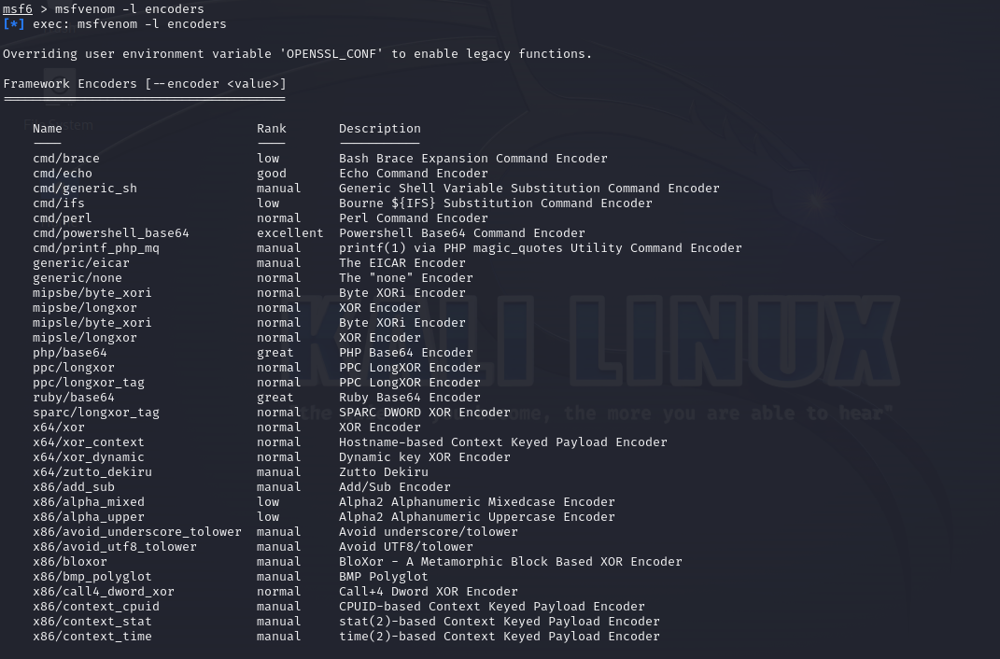 msf6 > msfvenom -l encoders
[*] exec: msfvenom -l encoders
Overriding user environment variable 'OPENSSL_CONF' to enable legacy functions.
Framework Encoders [--encoder <value>]
======================================
Name Rank Description
---- ---- -----------
cmd/brace low Bash Brace Expansion Command Encoder
cmd/echo good Echo Command Encoder
cmd/generic_sh manual Generic Shell Variable Substitution Command Encoder
cmd/ifs low Bourne ${IFS} Substitution Command Encoder
cmd/perl normal Perl Command Encoder
cmd/powershell_base64 excellent Powershell Base64 Command Encoder
cmd/printf_php_mq manual printf(1) via PHP magic_quotes Utility Command Encoder
generic/eicar manual The EICAR Encoder
generic/none normal The "none" Encoder
mipsbe/byte_xori normal Byte XORi Encoder
mipsbe/longxor normal XOR Encoder
mipsle/byte_xori normal Byte XORi Encoder
mipsle/longxor normal XOR Encoder
php/base64 great PHP Base64 Encoder
ppc/longxor normal PPC LongXOR Encoder
ppc/longxor_tag normal PPC LongXOR Encoder
ruby/base64 great Ruby Base64 Encoder
sparc/longxor_tag normal SPARC DWORD XOR Encoder
x64/xor normal XOR Encoder
x64/xor_context normal Hostname-based Context Keyed Payload Encoder
x64/xor_dynamic normal Dynamic key XOR Encoder
x64/zutto_dekiru manual Zutto Dekiru
x86/add_sub manual Add/Sub Encoder
x86/alpha_mixed low Alpha2 Alphanumeric Mixedcase Encoder
x86/alpha_upper low Alpha2 Alphanumeric Uppercase Encoder
x86/avoid_underscore_tolower manual Avoid underscore/tolower
x86/avoid_utf8_tolower manual Avoid UTF8/tolower
x86/bloxor manual BloXor - A Metamorphic Block Based XOR Encoder
x86/bmp_polyglot manual BMP Polyglot
x86/call4_dword_xor normal Call+4 Dword XOR Encoder
x86/context_cpuid manual CPUID-based Context Keyed Payload Encoder
x86/context_stat manual stat(2)-based Context Keyed Payload Encoder
x86/context_time manual time(2)-based Context Keyed Payload Encoder
KALI LINUX
the more you are able to hear"